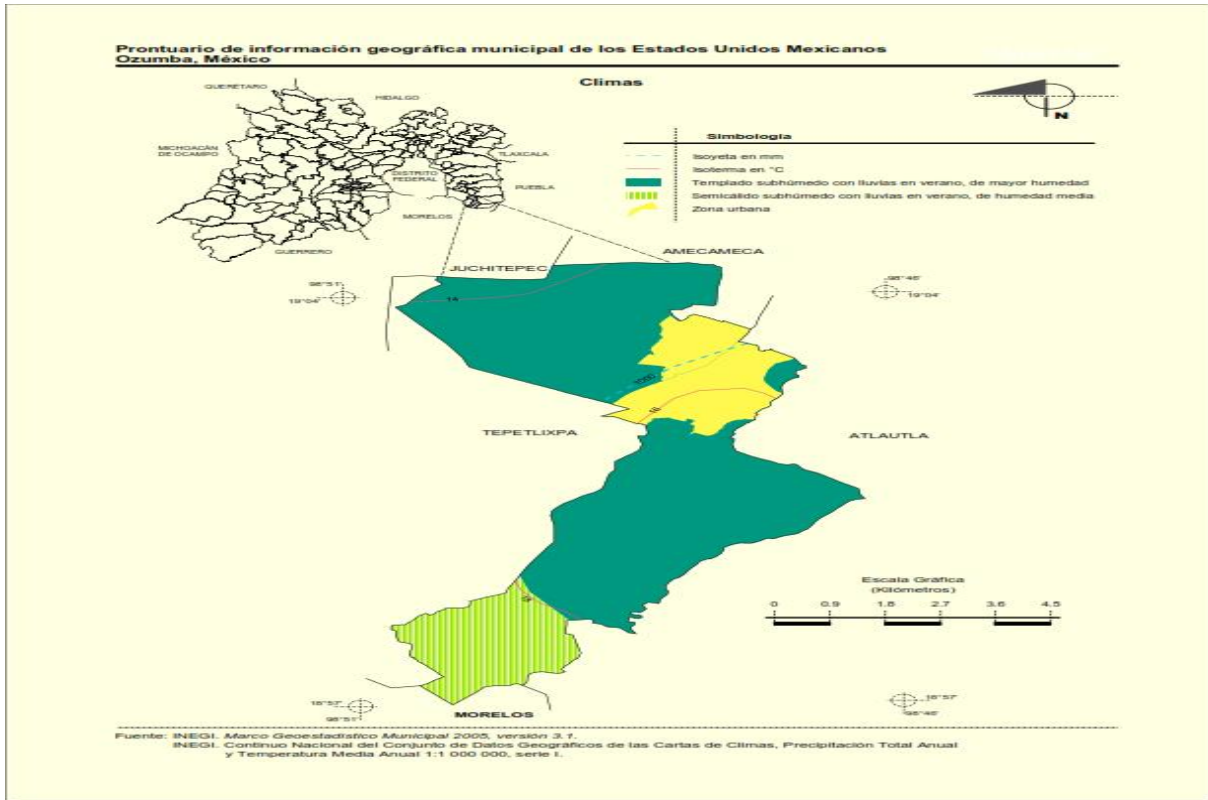 Prontuario de información geográfica municipal de los Estados Unidos Mexicanos
Ozumba, México
Climas
QUERÉTARO
HIDALGO
MICHOACÁN
DE OCAMPO
TLAXCALA
DISTRITO
FEDERAL
PUEBLA
MORELOS
GUERRERO
N
Simbología
Isoyeta en mm
Isoterma en °C
Templado subhúmedo con lluvias en verano, de mayor humedad
Semicálido subhúmedo con lluvias en verano, de humedad media
Zona urbana
AMECAMECA
JUCHITEPEC
98°51'
19°04'
98°46'
19°04'
14
1000
16
TEPETLIXPA
ATLAUTLA
Escala Gráfica
(Kilómetros)
0 0.9 1.8 2.7 3.6 4.5
18°57'
98°51'
18°57'
98°46'
MORELOS
Fuente: INEGI. Marco Geoestadístico Municipal 2005, versión 3.1.
INEGI. Continuo Nacional del Conjunto de Datos Geográficos de las Cartas de Climas, Precipitación Total Anual
y Temperatura Media Anual 1:1 000 000, serie I.